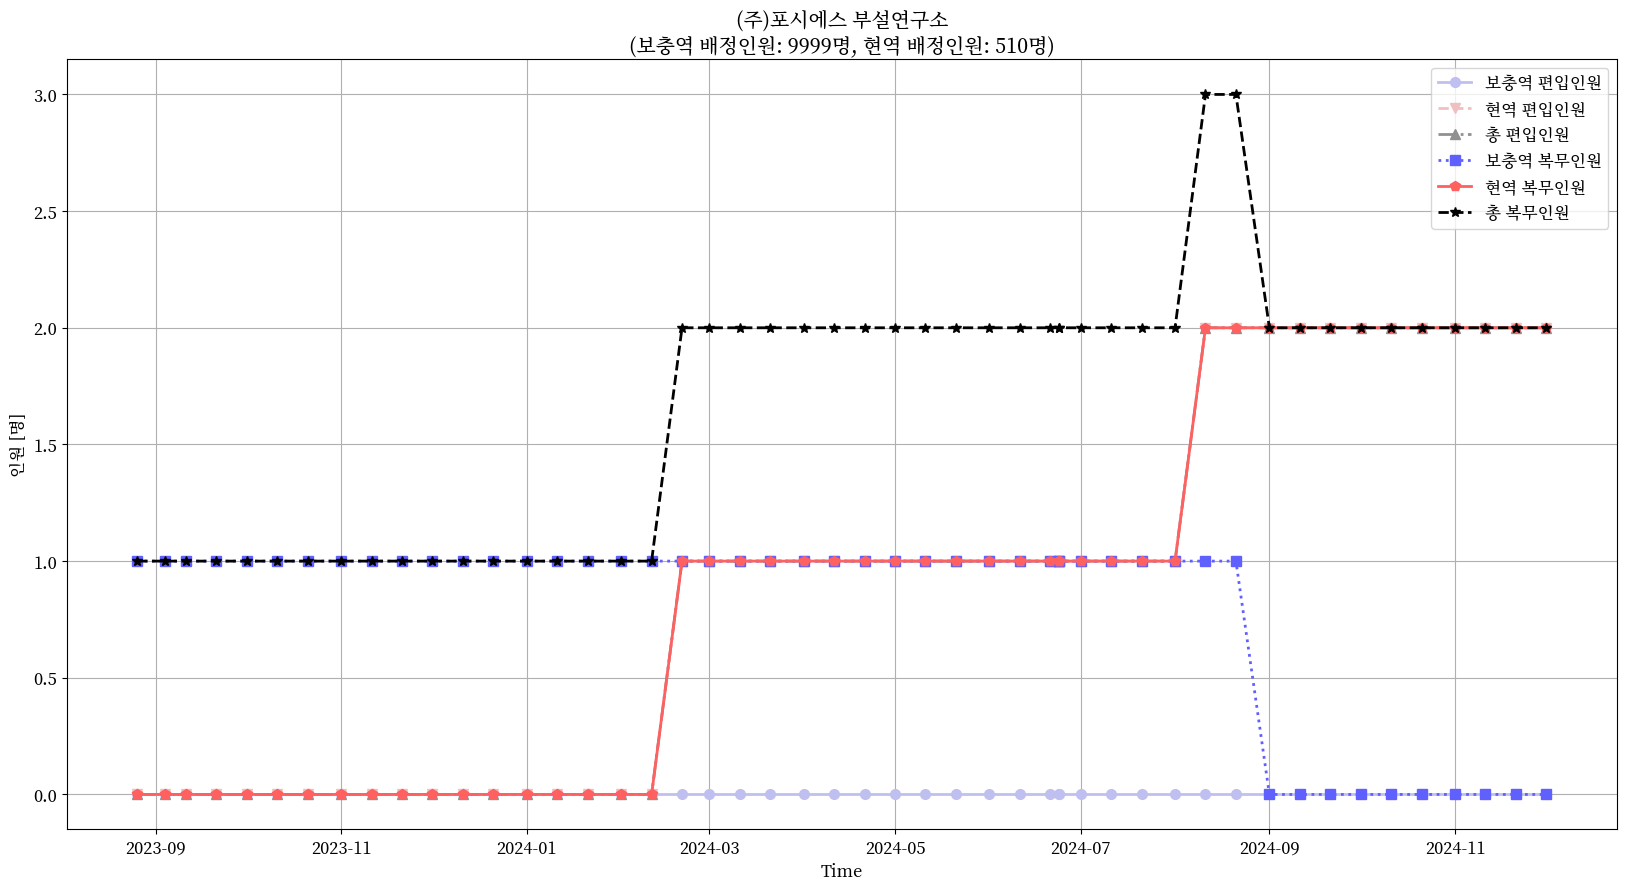 (주)포시에스 부설연구소
(보충역 배정인원: 9999명, 현역 배정인원: 510명)
보충역 편입인원
현역 편입인원
총 편입인원
보충역 복무인원
현역 복무인원
총 복무인원
인원 [명]
3.0
2.5
2.0
1.5
1.0
0.5
0.0
2023-09
2023-11
2024-01
2024-03
2024-05
2024-07
2024-09
2024-11
Time